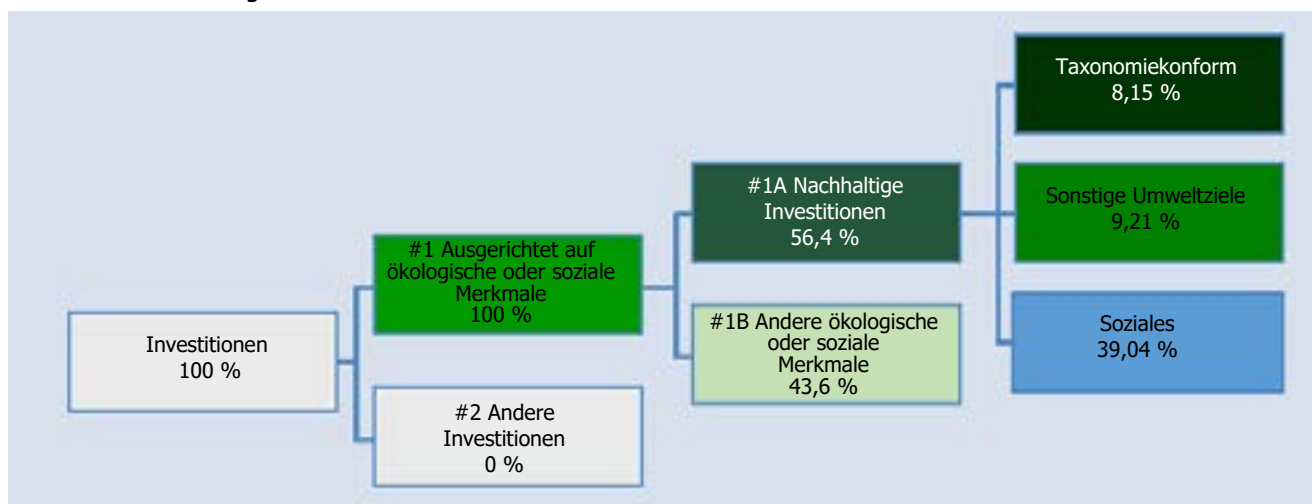 Investitionen
100 %
#1 Ausgerichtet auf
ökologische oder soziale
Merkmale
100 %
#2 Andere
Investitionen
0 %
#1A Nachhaltige
Investitionen
56,4 %
#1B Andere ökologische
oder soziale
Merkmale
43,6 %
Taxonomiekonform
8,15 %
Sonstige Umweltziele
9,21 %
Soziales
39,04 %